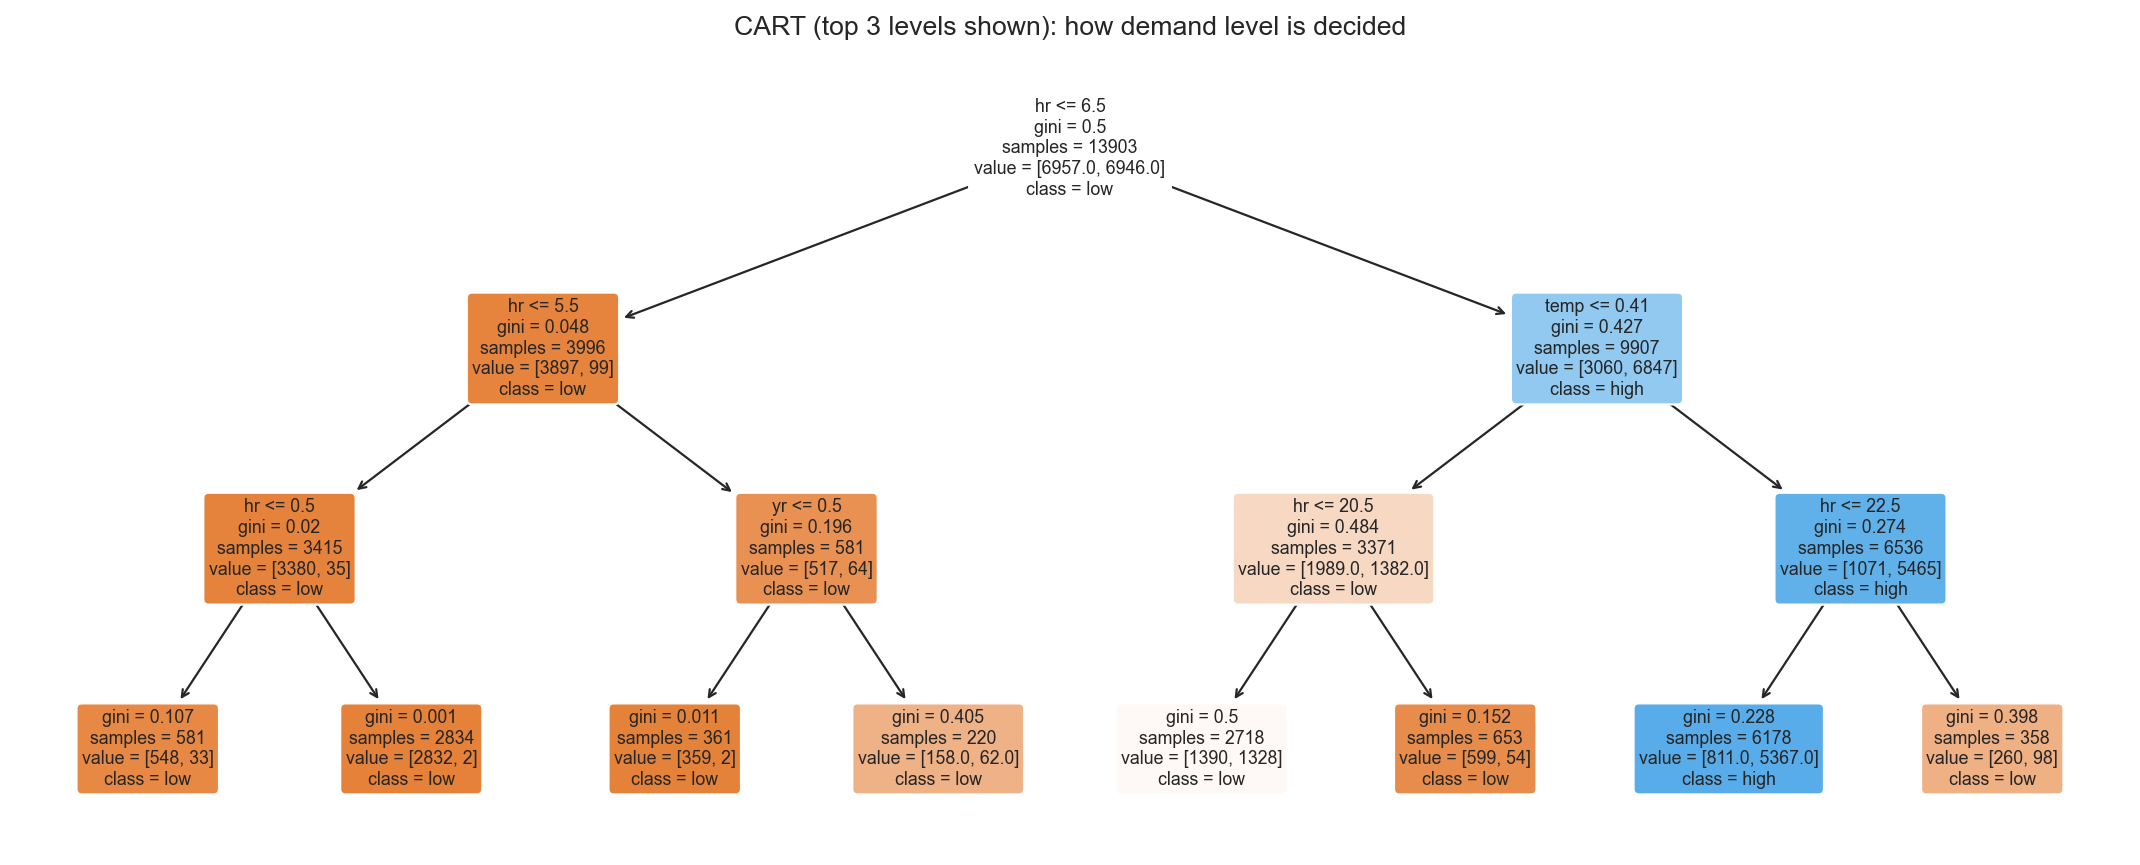 CART (top 3 levels shown): how demand level is decided
hr <= 6.5
gini = 0.5
samples = 13903
value = [6957.0, 6946.0]
class = low
hr <= 5.5
gini = 0.048
samples = 3996
value = [3897, 99]
class = low
temp <= 0.41
gini = 0.427
samples = 9907
value = [3060, 6847]
class = high
hr <= 0.5
gini = 0.02
samples = 3415
value = [3380, 35]
class = low
yr <= 0.5
gini = 0.196
samples = 581
value = [517, 64]
class = low
hr <= 20.5
gini = 0.484
samples = 3371
value = [1989.0, 1382.0]
class = low
hr <= 22.5
gini = 0.274
samples = 6536
value = [1071, 5465]
class = high
gini = 0.107
samples = 581
value = [548, 33]
class = low
gini = 0.001
samples = 2834
value = [2832, 2]
class = low
gini = 0.011
samples = 361
value = [359, 2]
class = low
gini = 0.405
samples = 220
value = [158.0, 62.0]
class = low
gini = 0.5
samples = 2718
value = [1390, 1328]
class = low
gini = 0.152
samples = 653
value = [599, 54]
class = low
gini = 0.228
samples = 6178
value = [811.0, 5367.0]
class = high
gini = 0.398
samples = 358
value = [260, 98]
class = low